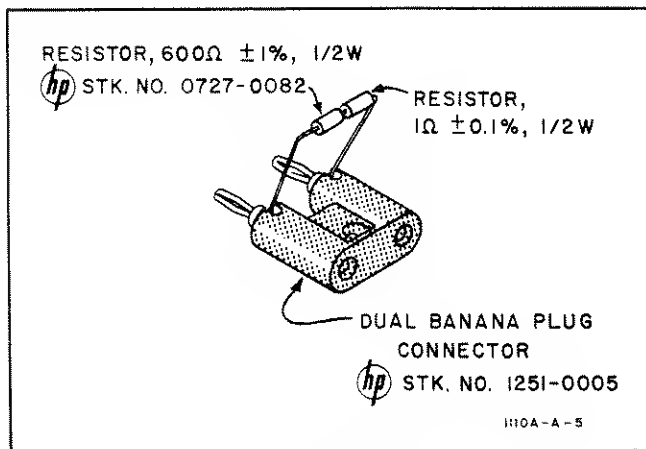 RESISTOR, 600Ω ±1%, 1/2W
hp STK. NO. 0727-0082
RESISTOR,
1Ω ±0.1%, 1/2W
DUAL BANANA PLUG
CONNECTOR
hp STK. NO. 1251-0005
1110A-A-5